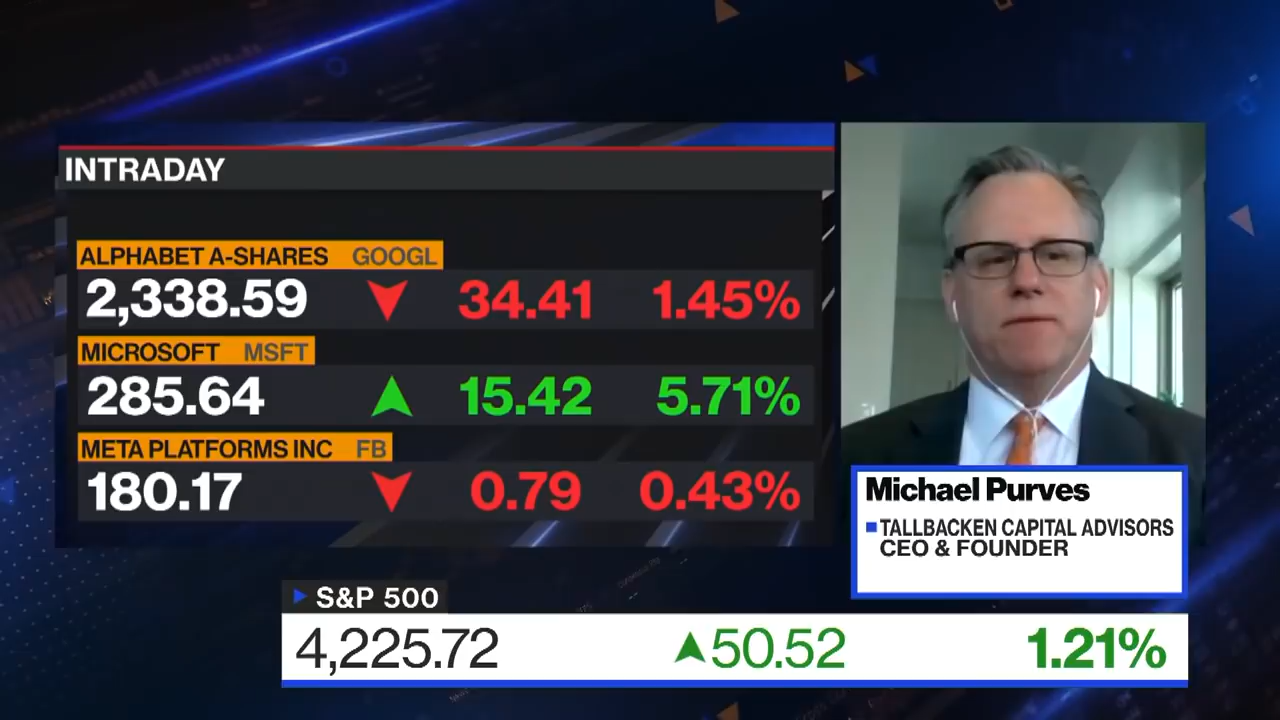 INTRADAY
ALPHABET A-SHARES GOOGL
2,338.59 34.41 1.45%
MICROSOFT MSFT
285.64 15.42 5.71%
META PLATFORMS INC FB
180.17 0.79 0.43%
Michael Purves
TALLBACKEN CAPITAL ADVISORS
CEO & FOUNDER
S&P 500
4,225.72 50.52 1.21%